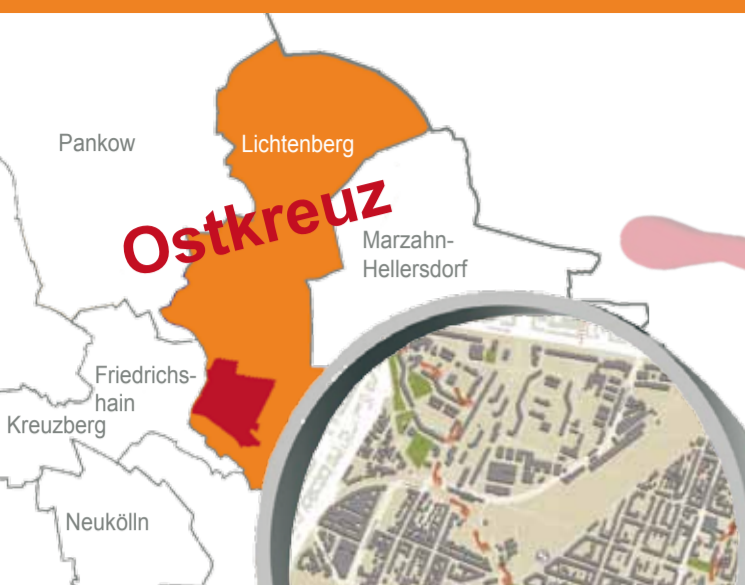 Pankow
Lichtenberg
Ostkreuz
Marzahn-
Hellersdorf
Friedrichs-
hain
Kreuzberg
Neukölln